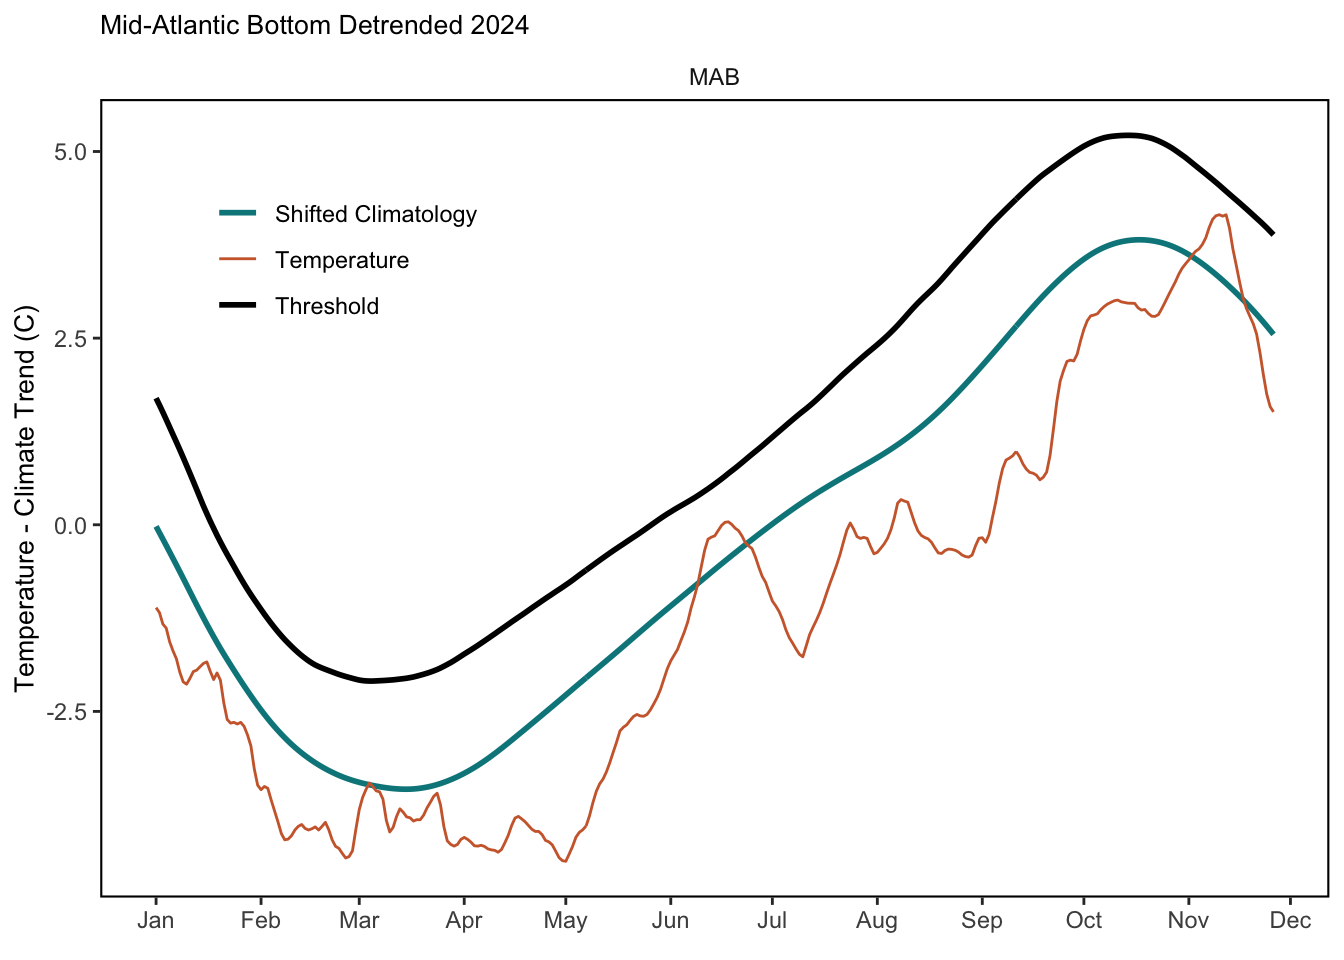 Mid-Atlantic Bottom Detrended 2024
MAB
Temperature - Climate Trend (C)
5.0
2.5
0.0
-2.5
Shifted Climatology
Temperature
Threshold
Jan Feb Mar Apr May Jun Jul Aug Sep Oct Nov Dec